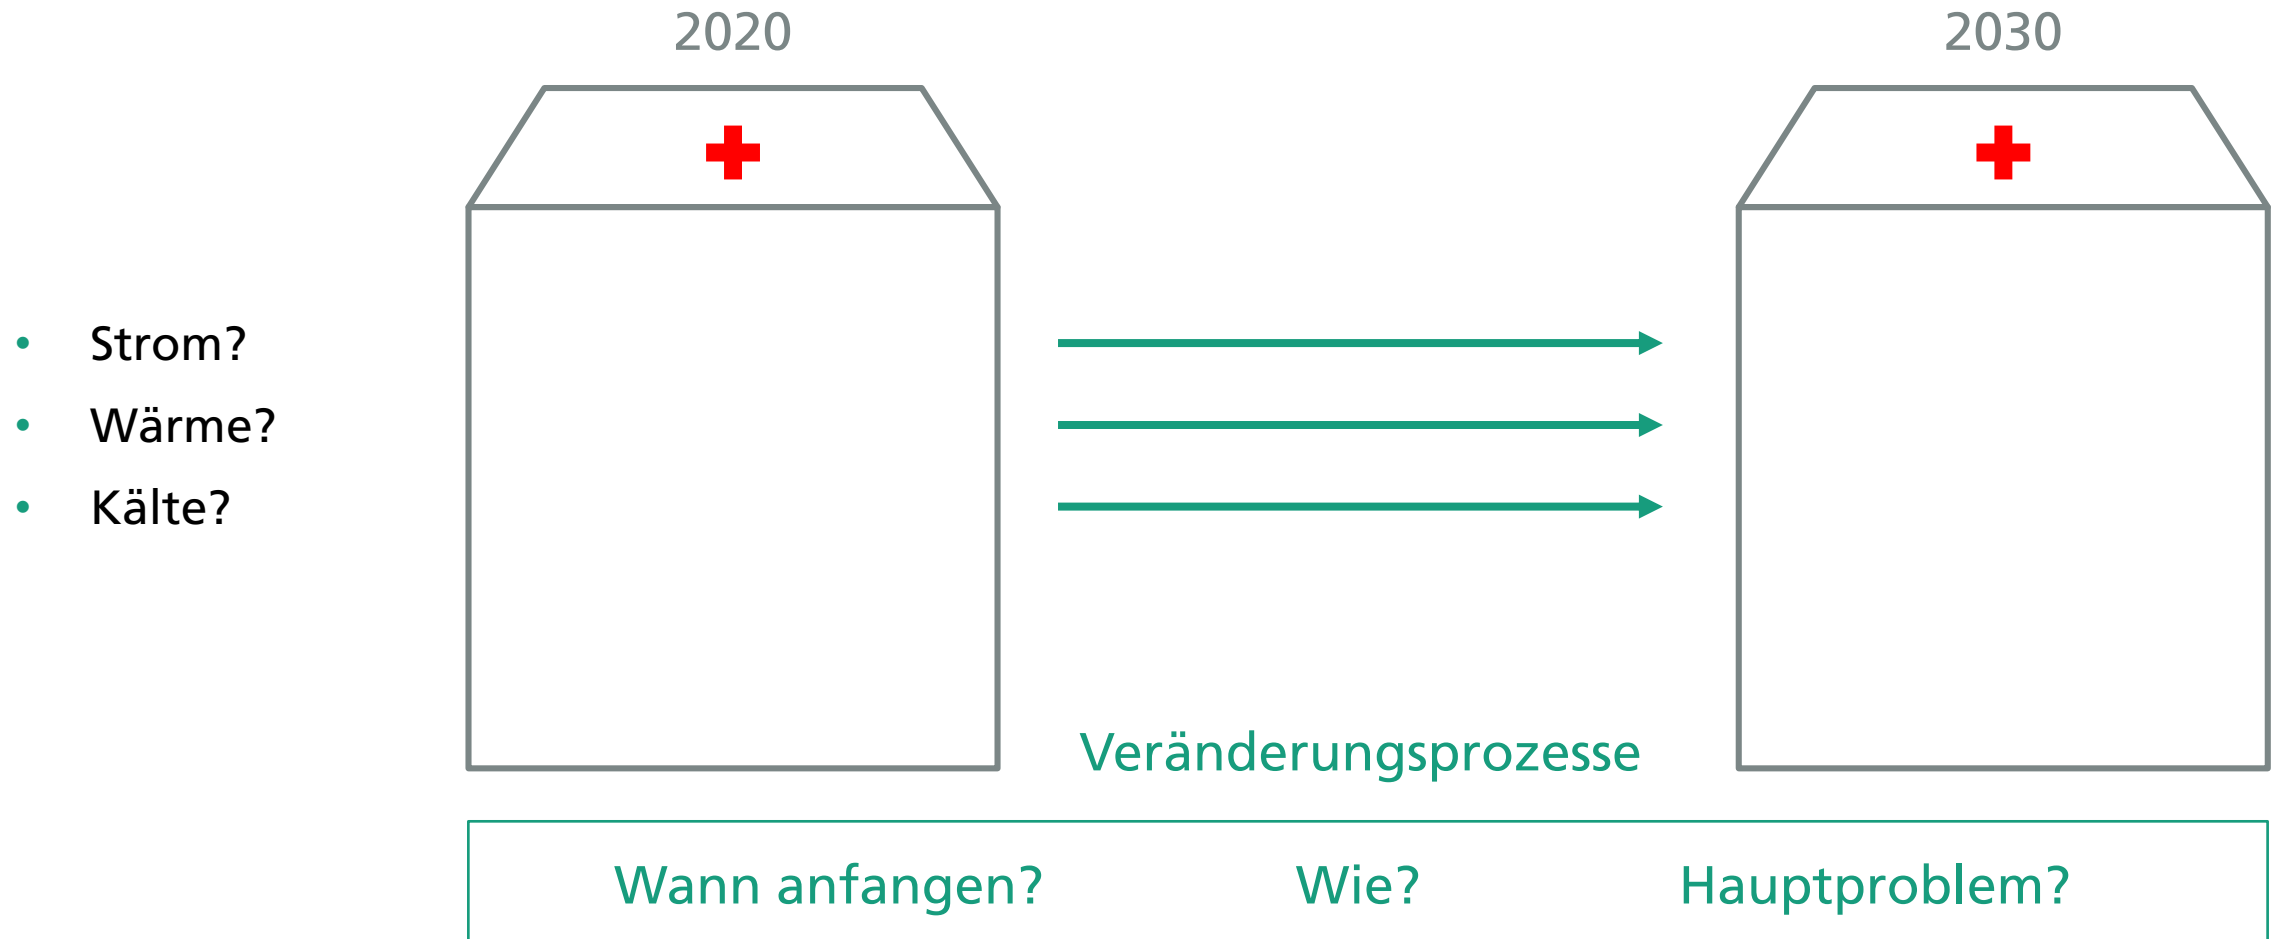 2020
2030
• Strom?
• Wärme?
• Kälte?
Veränderungsprozesse
Wann anfangen? Wie? Hauptproblem?